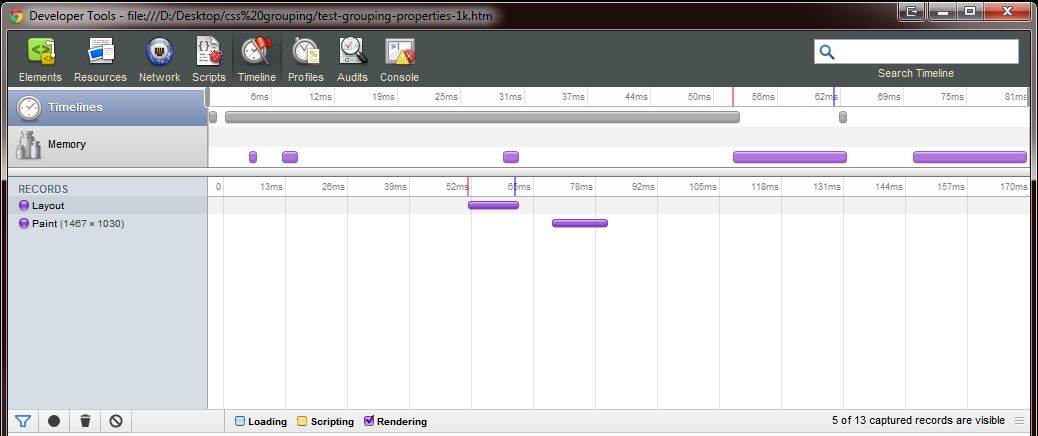 Developer Tools - file:///D:/Desktop/css%20grouping/test-grouping-properties-1k.htm
Elements Resources Network Scripts Timeline Profiles Audits Console
Search Timeline
Timelines
6ms 12ms 19ms 25ms 31ms 37ms 44ms 50ms 56ms 62ms 69ms 75ms 81ms
Memory
RECORDS
0 13ms 26ms 39ms 52ms 65ms 78ms 92ms 105ms 118ms 131ms 144ms 157ms 170ms
Layout
Paint (1467 × 1030)
Loading Scripting Rendering
5 of 13 captured records are visible